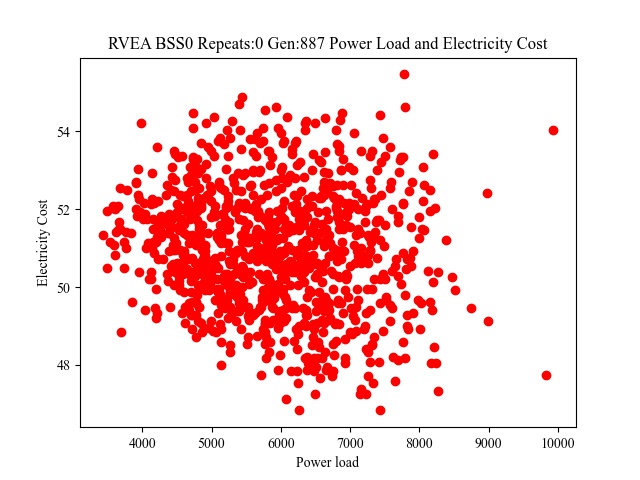 RVEA BSS0 Repeats:0 Gen:887 Power Load and Electricity Cost
Electricity Cost
54
52
50
48
4000 5000 6000 7000 8000 9000 10000
Power load